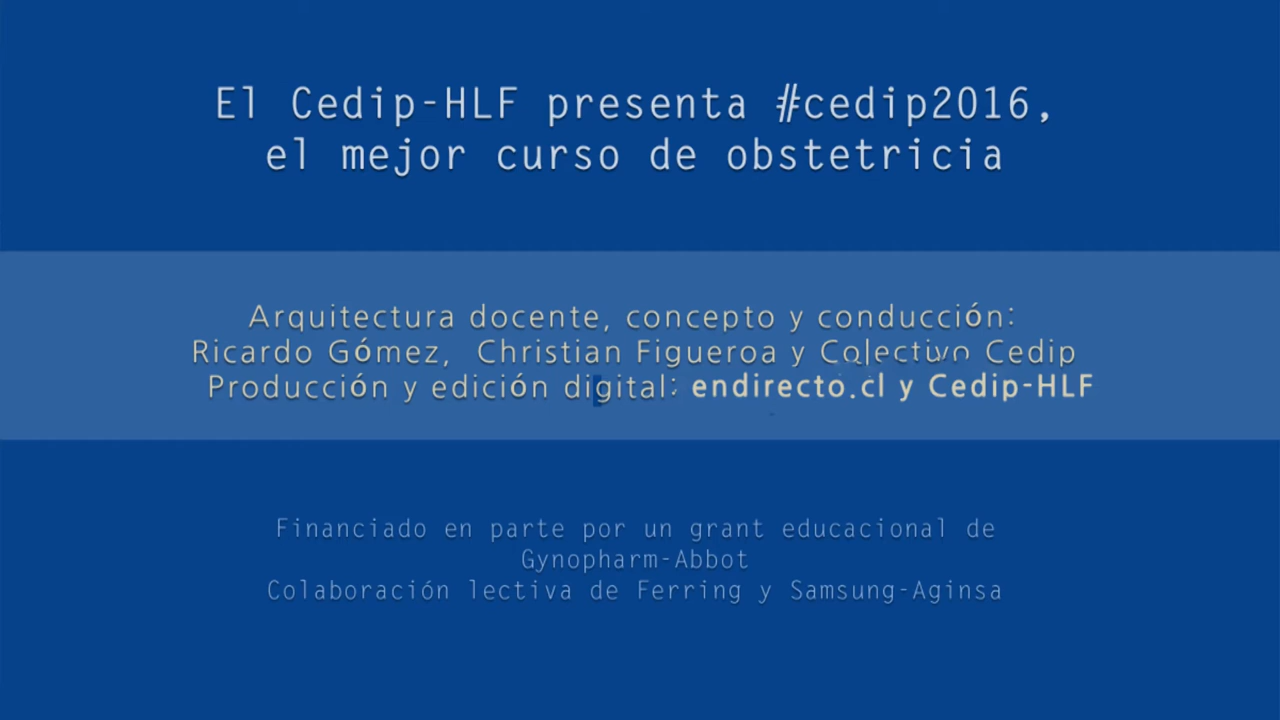 El Cedip-HLF presenta #cedip2016,
el mejor curso de obstetricia
Arquitectura docente, concepto y conducción:
Ricardo Gómez, Christian Figueroa y Colectivo Cedip
Producción y edición digital: endirecto.cl y Cedip-HLF
Financiado en parte por un grant educacional de
Gynopharm-Abbot
Colaboración lectiva de Ferring y Samsung-Aginsa